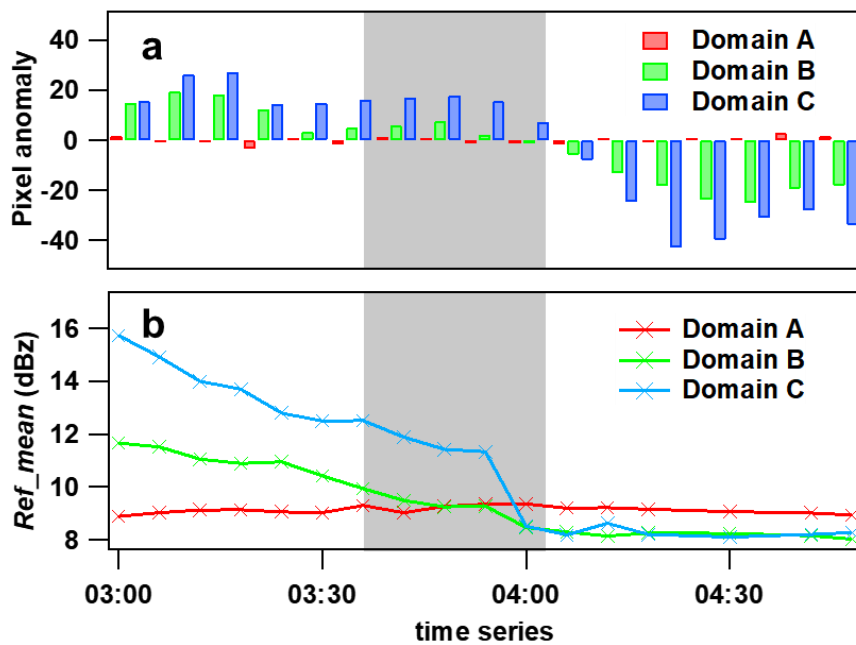 a
Domain A
Domain B
Domain C
Pixel anomaly
40
20
0
-20
-40
b
Domain A
Domain B
Domain C
Ref_mean (dBz)
16
14
12
10
8
03:00 03:30 04:00 04:30
time series